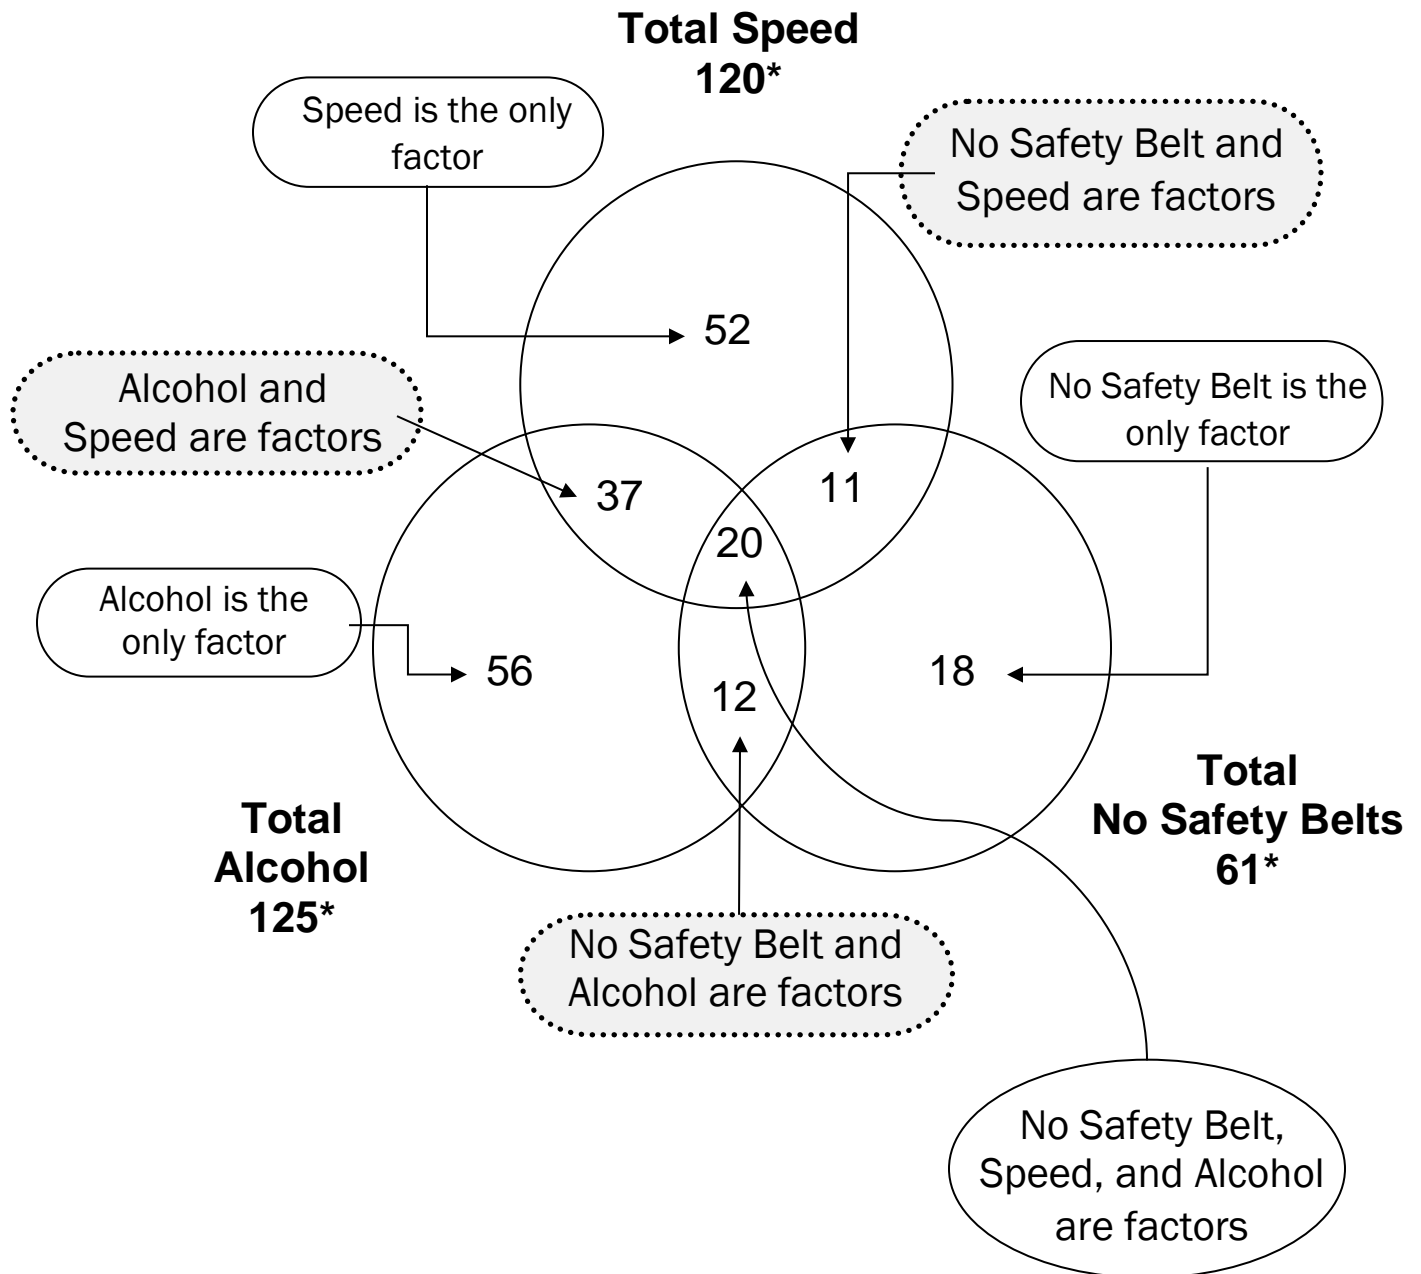 Total Speed
120*
Speed is the only
factor
No Safety Belt and
Speed are factors
52
Alcohol and
Speed are factors
No Safety Belt is the
only factor
37
11
20
Alcohol is the
only factor
56
12
18
Total
Alcohol
125*
Total
No Safety Belts
61*
No Safety Belt and
Alcohol are factors
No Safety Belt,
Speed, and Alcohol
are factors